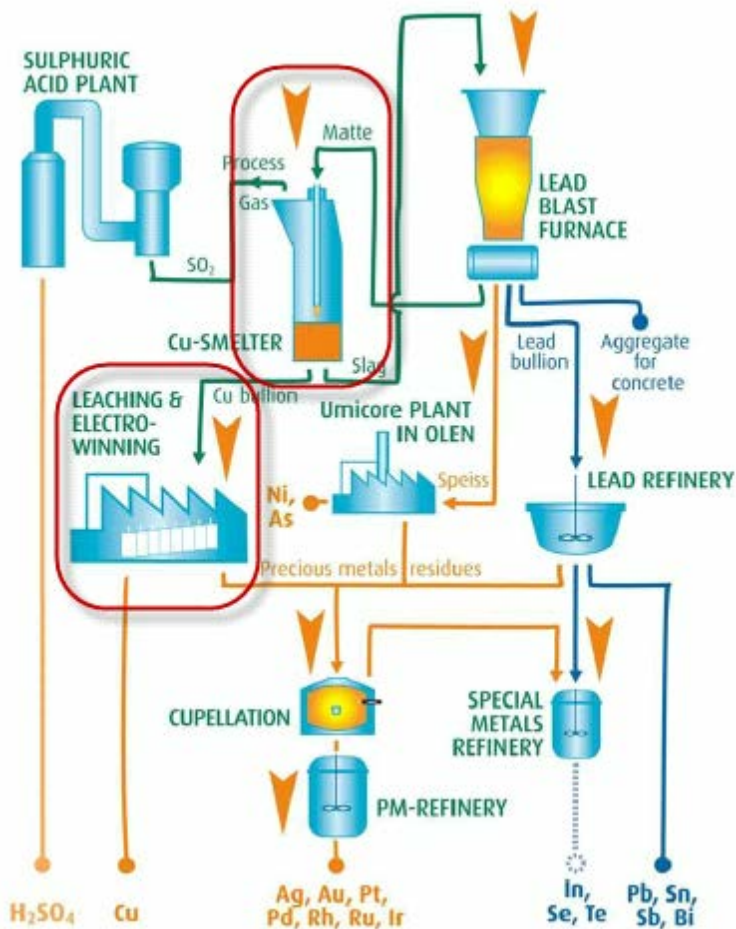 SULPHURIC
ACID PLANT
Matte
Process
Gas
LEAD
BLAST
FURNACE
SO₂
Cu-SMELTER
Slag
Cu bullion
Lead
bullion
Aggregate
for
concrete
LEACHING &
ELECTRO-
WINNING
Umicore PLANT
IN OLEN
Ni,
As
Speiss
LEAD REFINERY
Precious metals residues
CUPELLATION
SPECIAL
METALS
REFINERY
PM-REFINERY
H₂SO₄
Cu
Ag, Au, Pt,
Pd, Rh, Ru, Ir
In,
Se, Te
Pb, Sn,
Sb, Bi